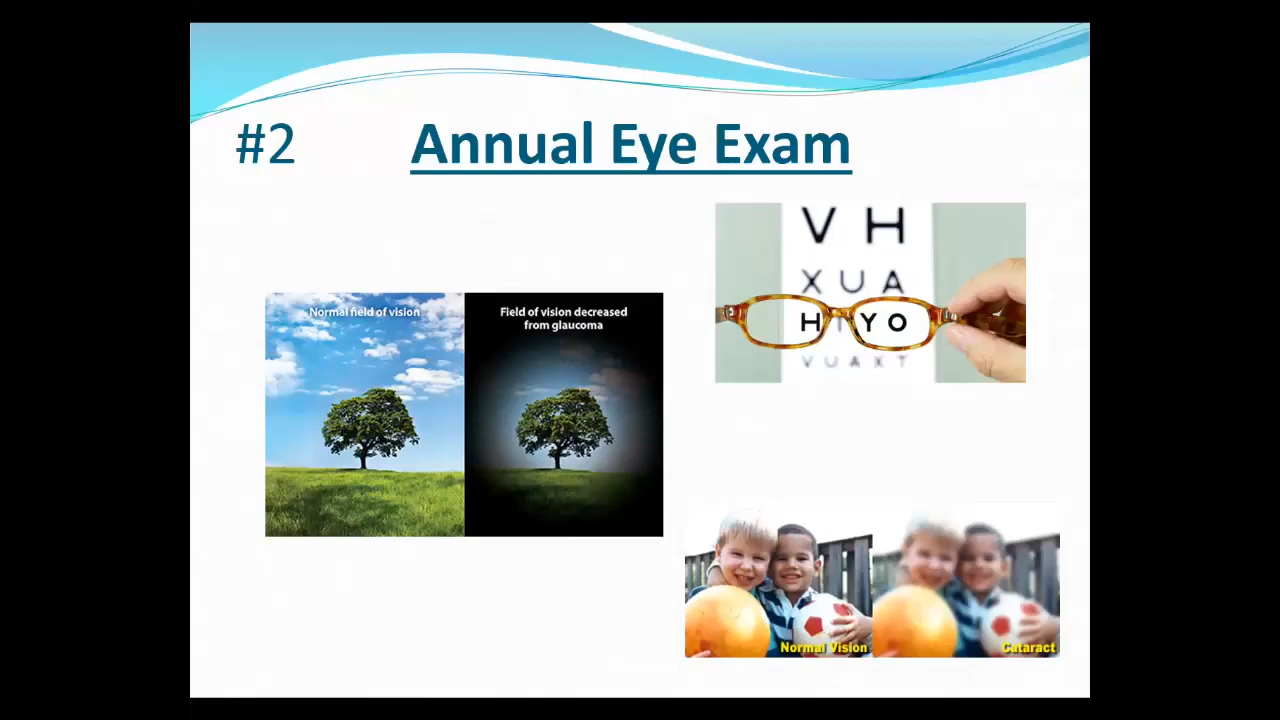 #2 Annual Eye Exam
V H
X U A
H Y O
V U A X T
Normal field of vision
Field of vision decreased
from glaucoma
Normal Vision
Cataract